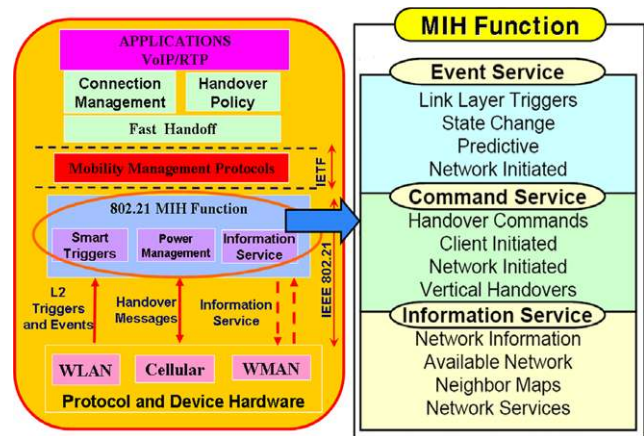 APPLICATIONS
VoIP/RTP
Connection
Management
Handover
Policy
Fast Handoff
Mobility Management Protocols
IETF
802.21 MIH Function
Smart
Triggers
Power
Management
Information
Service
IEEE 802.21
L2
Triggers
and Events
Handover
Messages
Information
Service
WLAN
Cellular
WMAN
Protocol and Device Hardware
MIH Function
Event Service
Link Layer Triggers
State Change
Predictive
Network Initiated
Command Service
Handover Commands
Client Initiated
Network Initiated
Vertical Handovers
Information Service
Network Information
Available Network
Neighbor Maps
Network Services